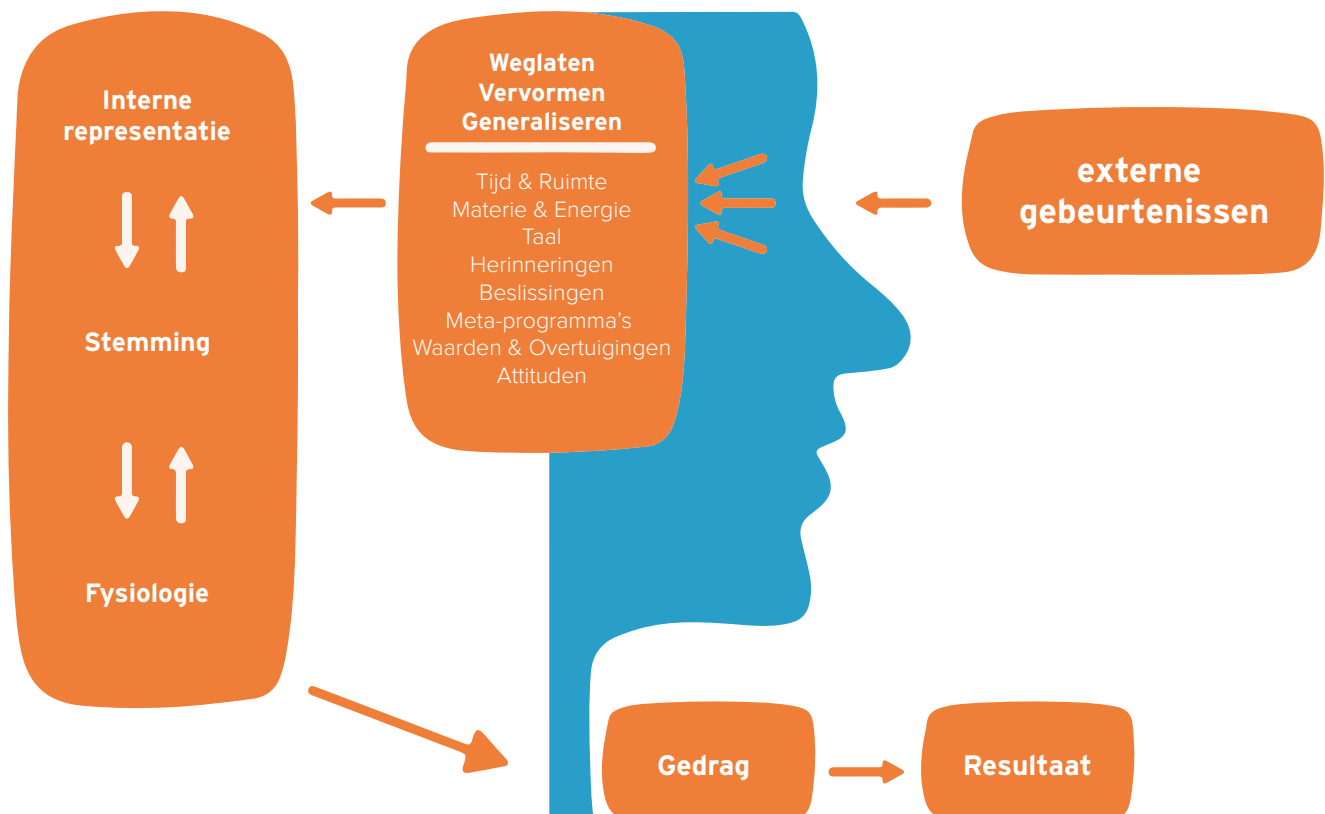 Interne
representatie
Stemming
Fysiologie
Weglaten
Vervormen
Generaliseren
Tijd & Ruimte
Materie & Energie
Taal
Herinneringen
Beslissingen
Meta-programma's
Waarden & Overtuigingen
Attituden
externe
gebeurtenissen
Gedrag
Resultaat